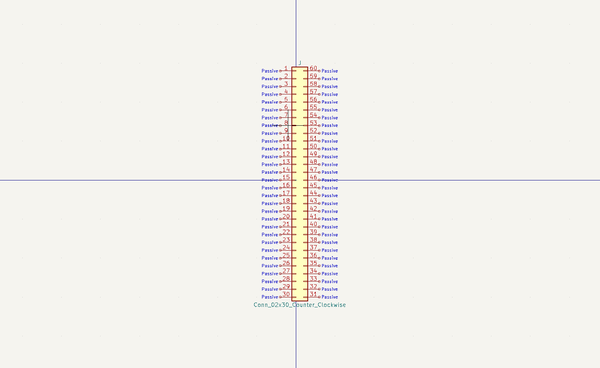 J
Passive 1 60 Passive
Passive 2 59 Passive
Passive 3 58 Passive
Passive 4 57 Passive
Passive 5 56 Passive
Passive 6 55 Passive
Passive 7 54 Passive
Passive 8 53 Passive
Passive 9 52 Passive
Passive 10 51 Passive
Passive 11 50 Passive
Passive 12 49 Passive
Passive 13 48 Passive
Passive 14 47 Passive
Passive 15 46 Passive
Passive 16 45 Passive
Passive 17 44 Passive
Passive 18 43 Passive
Passive 19 42 Passive
Passive 20 41 Passive
Passive 21 40 Passive
Passive 22 39 Passive
Passive 23 38 Passive
Passive 24 37 Passive
Passive 25 36 Passive
Passive 26 35 Passive
Passive 27 34 Passive
Passive 28 33 Passive
Passive 29 32 Passive
Passive 30 31 Passive
Conn_02x30_Counter_Clockwise